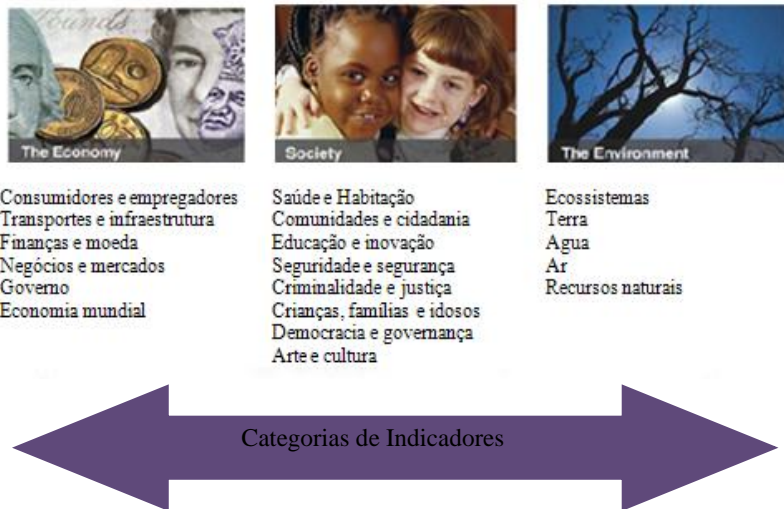 Pounds
The Economy
Society
The Environment
Consumidores e empregadores
Transportes e infraestrutura
Finanças e moeda
Negócios e mercados
Governo
Economia mundial
Saúde e Habitação
Comunidades e cidadania
Educação e inovação
Seguridade e segurança
Criminalidade e justiça
Crianças, famílias e idosos
Democracia e governança
Arte e cultura
Ecossistemas
Terra
Agua
Ar
Recursos naturais
Categorias de Indicadores